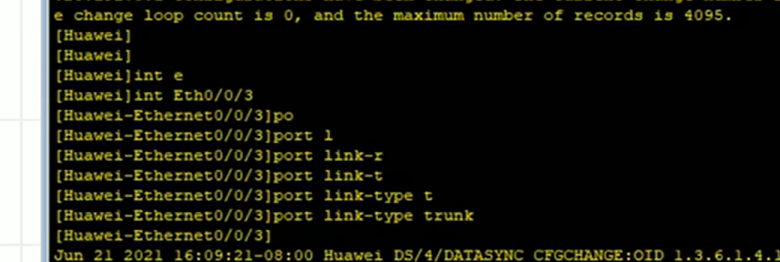 e change loop count is 0, and the maximum number of records is 4095.
[Huawei]
[Huawei]
[Huawei]int e
[Huawei]int Eth0/0/3
[Huawei-Ethernet0/0/3]po
[Huawei-Ethernet0/0/3]port l
[Huawei-Ethernet0/0/3]port link-r
[Huawei-Ethernet0/0/3]port link-t
[Huawei-Ethernet0/0/3]port link-type t
[Huawei-Ethernet0/0/3]port link-type trunk
[Huawei-Ethernet0/0/3]
Jun 21 2021 16:09:21-08:00 Huawei DS/4/DATASYNC_CFGCHANGE:OID 1.3.6.1.4.